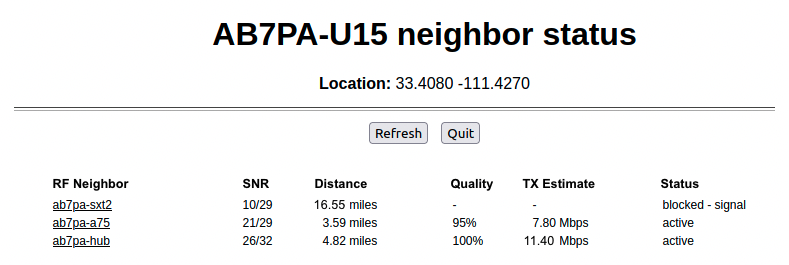 AB7PA-U15 neighbor status
Location: 33.4080 -111.4270
Refresh Quit
RF Neighbor SNR Distance Quality TX Estimate Status
ab7pa-sxt2 10/29 16.55 miles - - blocked - signal
ab7pa-a75 21/29 3.59 miles 95% 7.80 Mbps active
ab7pa-hub 26/32 4.82 miles 100% 11.40 Mbps active